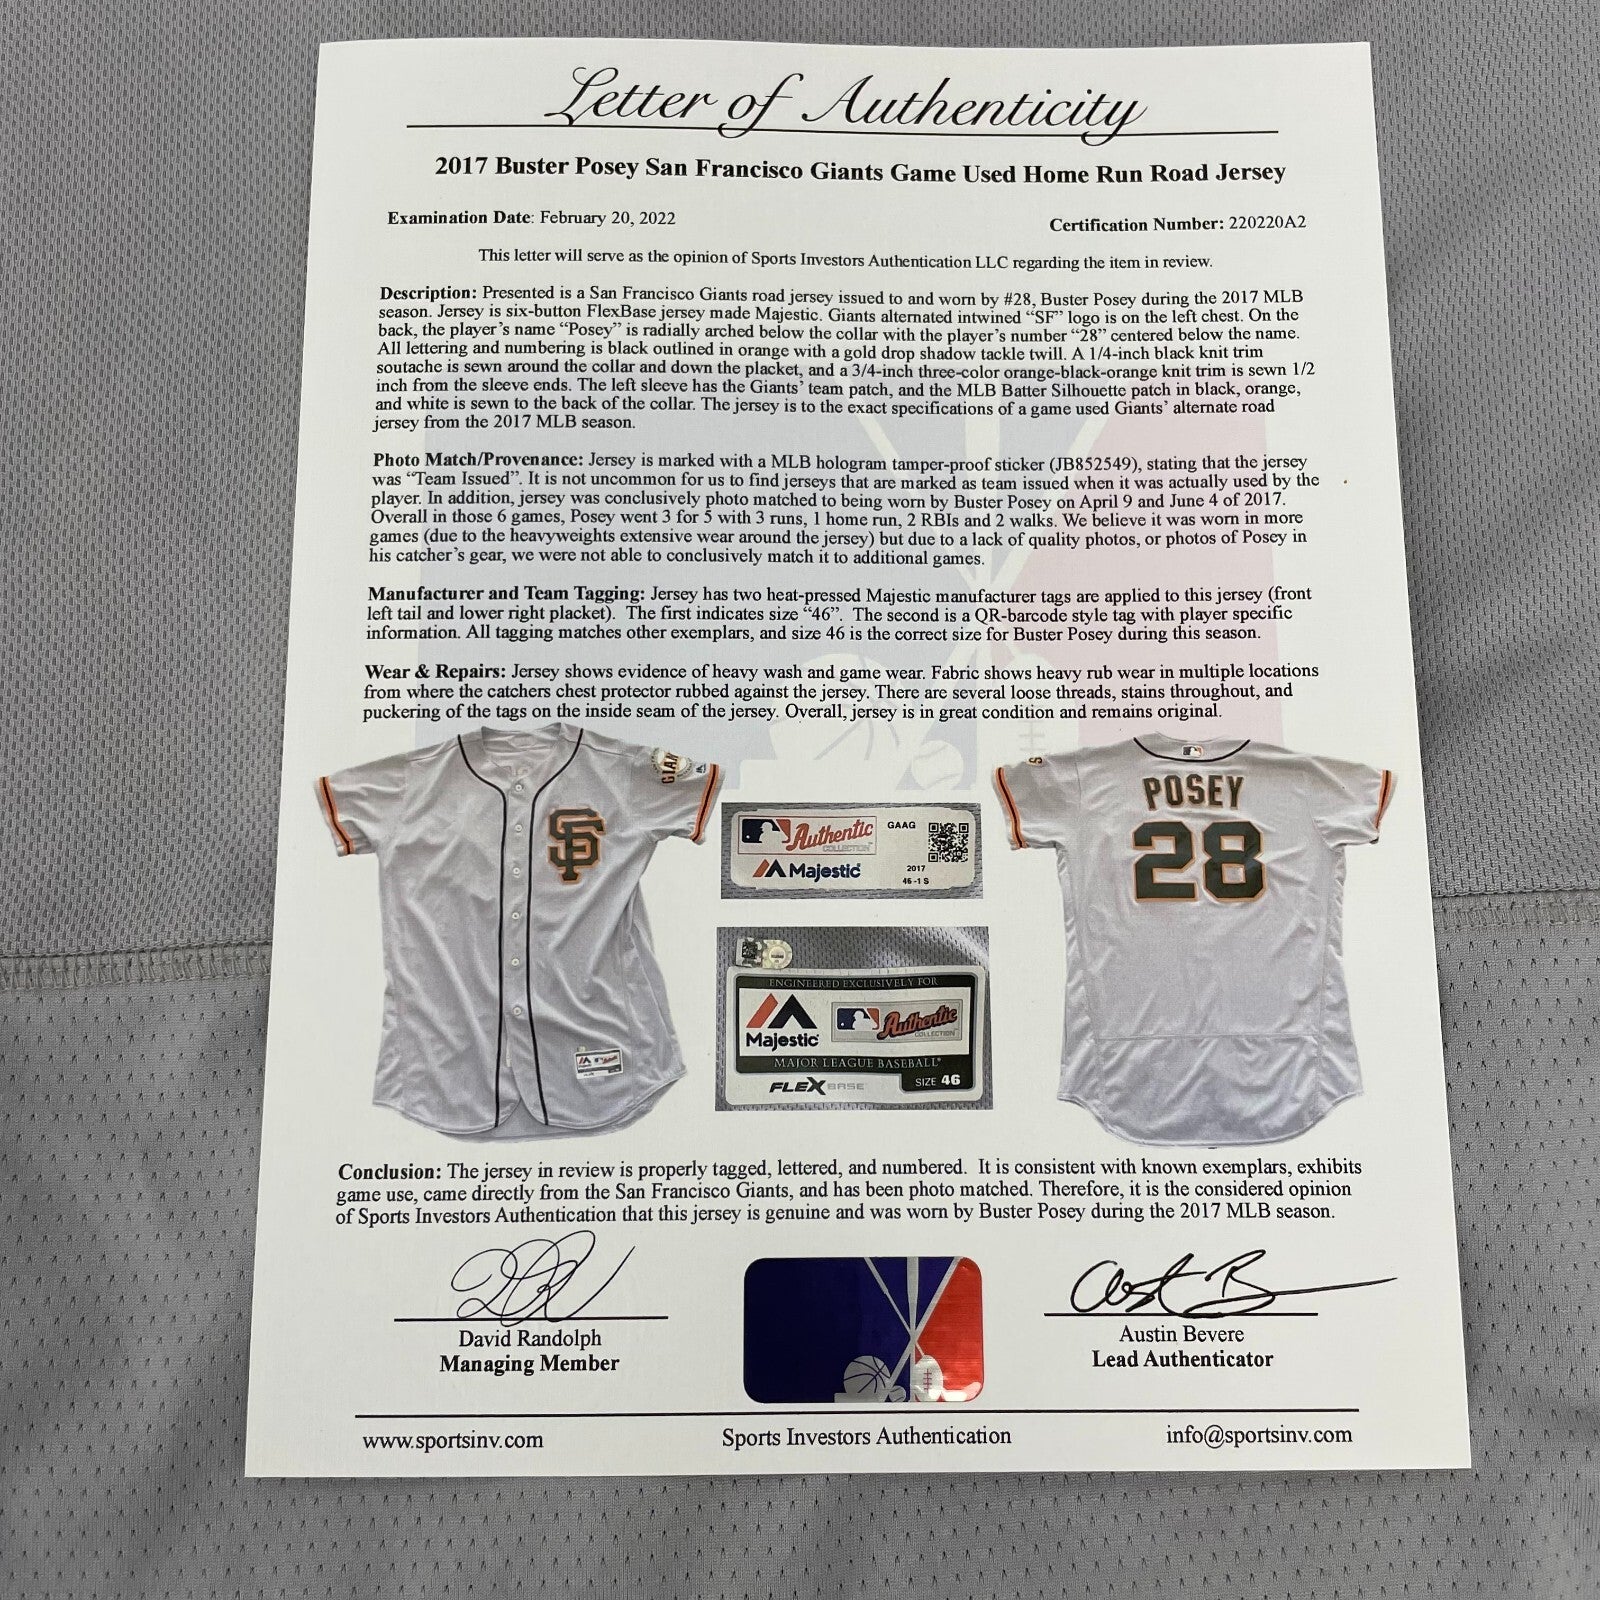 Letter of Authenticity
2017 Buster Posey San Francisco Giants Game Used Home Run Road Jersey
Examination Date: February 20, 2022
Certification Number: 220220A2
This letter will serve as the opinion of Sports Investors Authentication LLC regarding the item in review.
Description: Presented is a San Francisco Giants road jersey issued to and worn by #28, Buster Posey during the 2017 MLB
season. Jersey is six-button FlexBase jersey made Majestic. Giants alternated intwined “SF” logo is on the left chest. On the
back, the player’s name “Posey” is radially arched below the collar with the player’s number “28” centered below the name.
All lettering and numbering is black outlined in orange with a gold drop shadow tackle twill. A 1/4-inch black knit trim
soutache is sewn around the collar and down the placket, and a 3/4-inch three-color orange-black-orange knit trim is sewn 1/2
inch from the sleeve ends. The left sleeve has the Giants’ team patch, and the MLB Batter Silhouette patch in black, orange,
and white is sewn to the back of the collar. The jersey is to the exact specifications of a game used Giants’ alternate road
jersey from the 2017 MLB season.
Photo Match/Provenance: Jersey is marked with a MLB hologram tamper-proof sticker (JB852549), stating that the jersey
was “Team Issued”. It is not uncommon for us to find jerseys that are marked as team issued when it was actually used by the
player. In addition, jersey was conclusively photo matched to being worn by Buster Posey on April 9 and June 4 of 2017.
Overall in those 6 games, Posey went 3 for 5 with 3 runs, 1 home run, 2 RBIs and 2 walks. We believe it was worn in more
games (due to the heavyweights extensive wear around the jersey) but due to a lack of quality photos, or photos of Posey in
his catcher’s gear, we were not able to conclusively match it to additional games.
Manufacturer and Team Tagging: Jersey has two heat-pressed Majestic manufacturer tags are applied to this jersey (front
left tail and lower right placket). The first indicates size “46”. The second is a QR-barcode style tag with player specific
information. All tagging matches other exemplars, and size 46 is the correct size for Buster Posey during this season.
Wear & Repairs: Jersey shows evidence of heavy wash and game wear. Fabric shows heavy rub wear in multiple locations
from where the catchers chest protector rubbed against the jersey. There are several loose threads, stains throughout, and
puckering of the tags on the inside seam of the jersey. Overall, jersey is in great condition and remains original.
GIANTS
SF
Authentic
COLLECTION™
GAAG
Majestic
2017
46 -1 S
ENGINEERED EXCLUSIVELY FOR
Majestic
Authentic
COLLECTION
MAJOR LEAGUE BASEBALL
FLEXBASE
SIZE 46
POSEY
28
Conclusion: The jersey in review is properly tagged, lettered, and numbered. It is consistent with known exemplars, exhibits
game use, came directly from the San Francisco Giants, and has been photo matched. Therefore, it is the considered opinion
of Sports Investors Authentication that this jersey is genuine and was worn by Buster Posey during the 2017 MLB season.
David Randolph
Managing Member
Austin Bevere
Lead Authenticator
www.sportsinv.com
Sports Investors Authentication
info@sportsinv.com